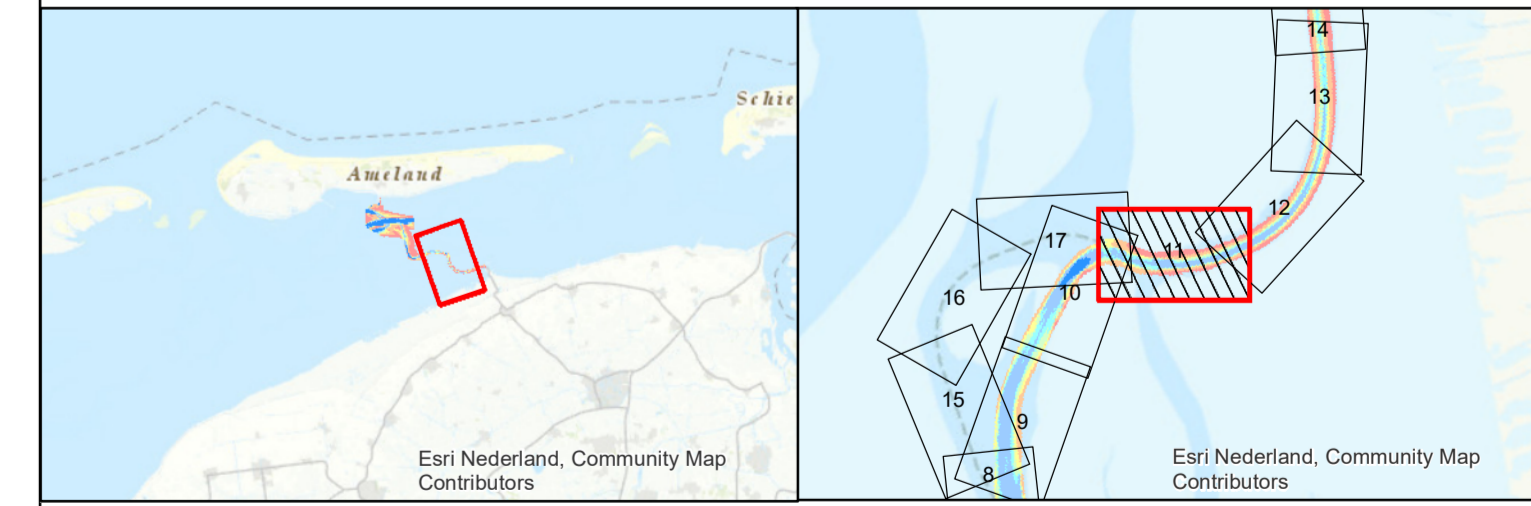 Schie
Ameland
Esri Nederland, Community Map
Contributors
14
13
12
17
11
16
10
15
9
8
Esri Nederland, Community Map
Contributors